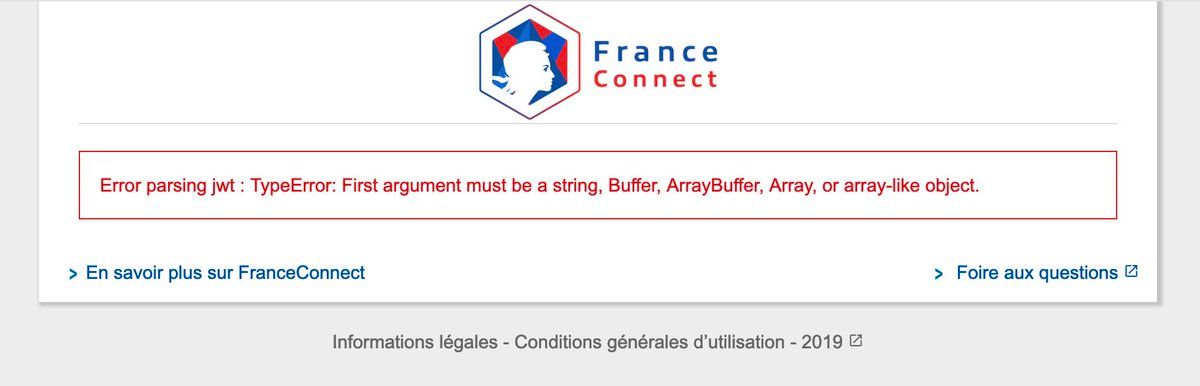 France
Connect
Error parsing jwt : TypeError: First argument must be a string, Buffer, ArrayBuffer, Array, or array-like object.
> En savoir plus sur FranceConnect
> Foire aux questions
Informations légales - Conditions générales d’utilisation - 2019